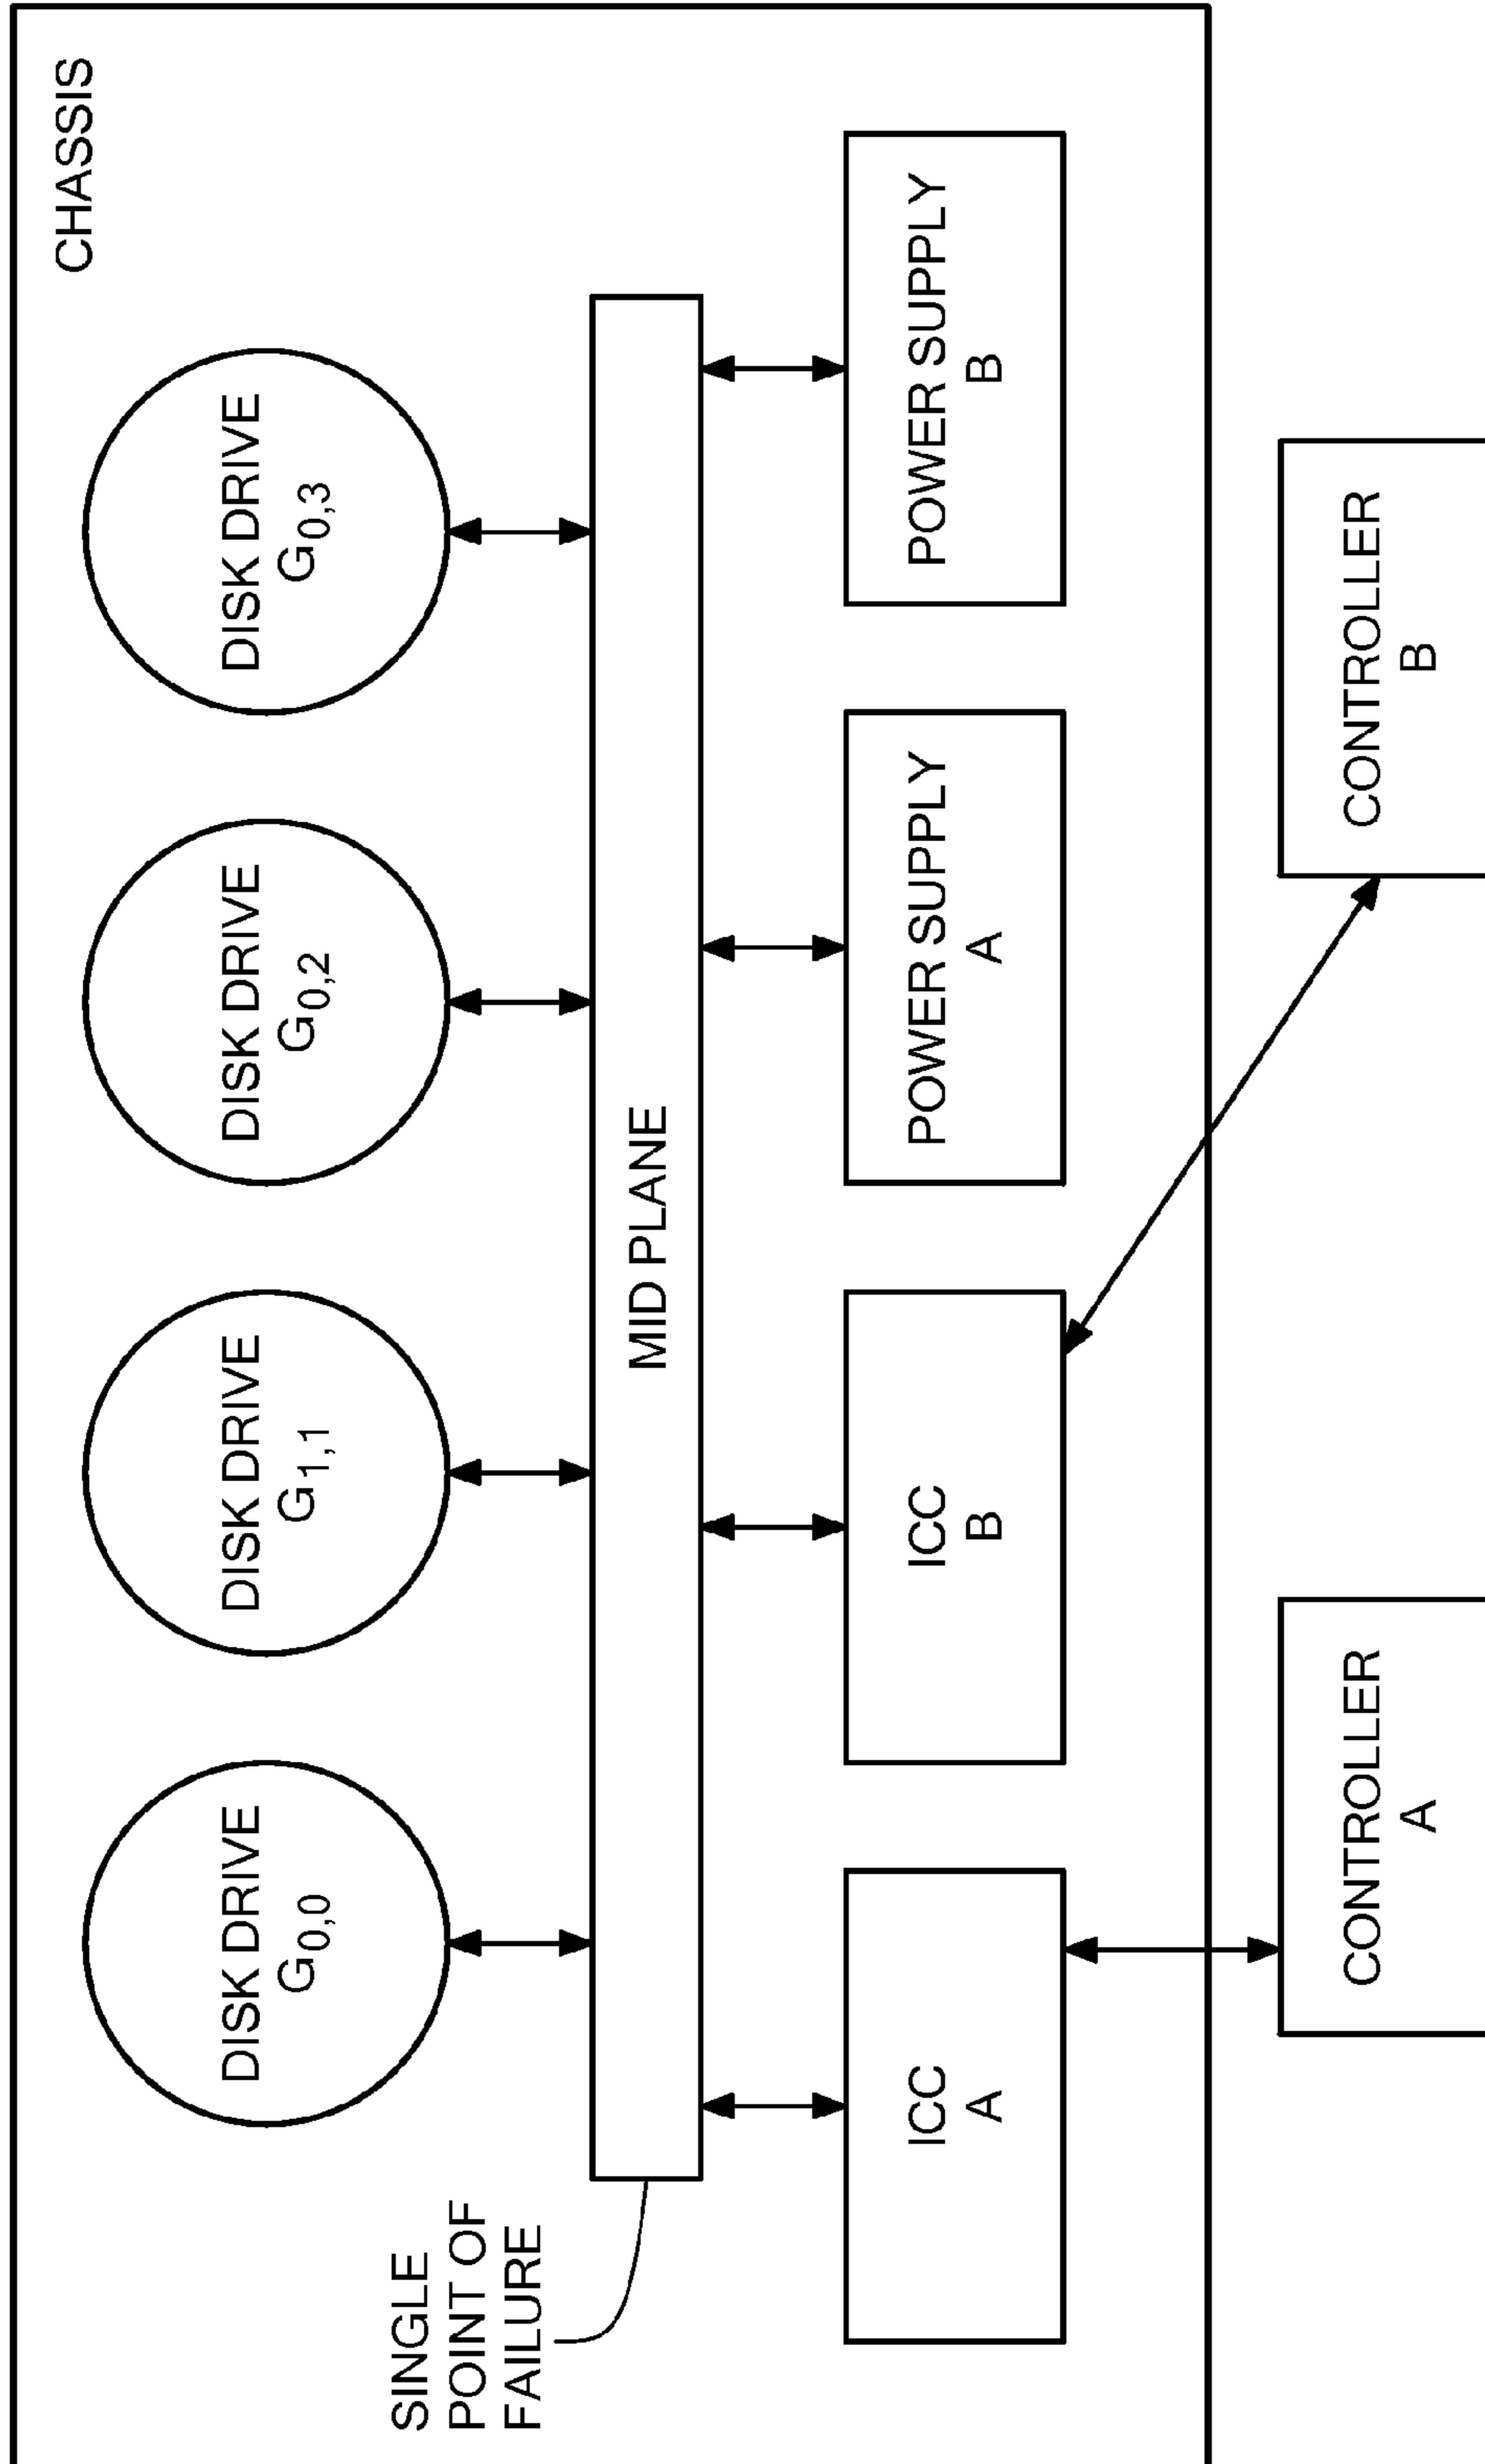 CHASSIS
DISK DRIVE
G0,0
DISK DRIVE
G1,1
DISK DRIVE
G0,2
DISK DRIVE
G0,3
SINGLE
POINT OF
FAILURE
MID PLANE
ICC
A
ICC
B
POWER SUPPLY
A
POWER SUPPLY
B
CONTROLLER
A
CONTROLLER
B